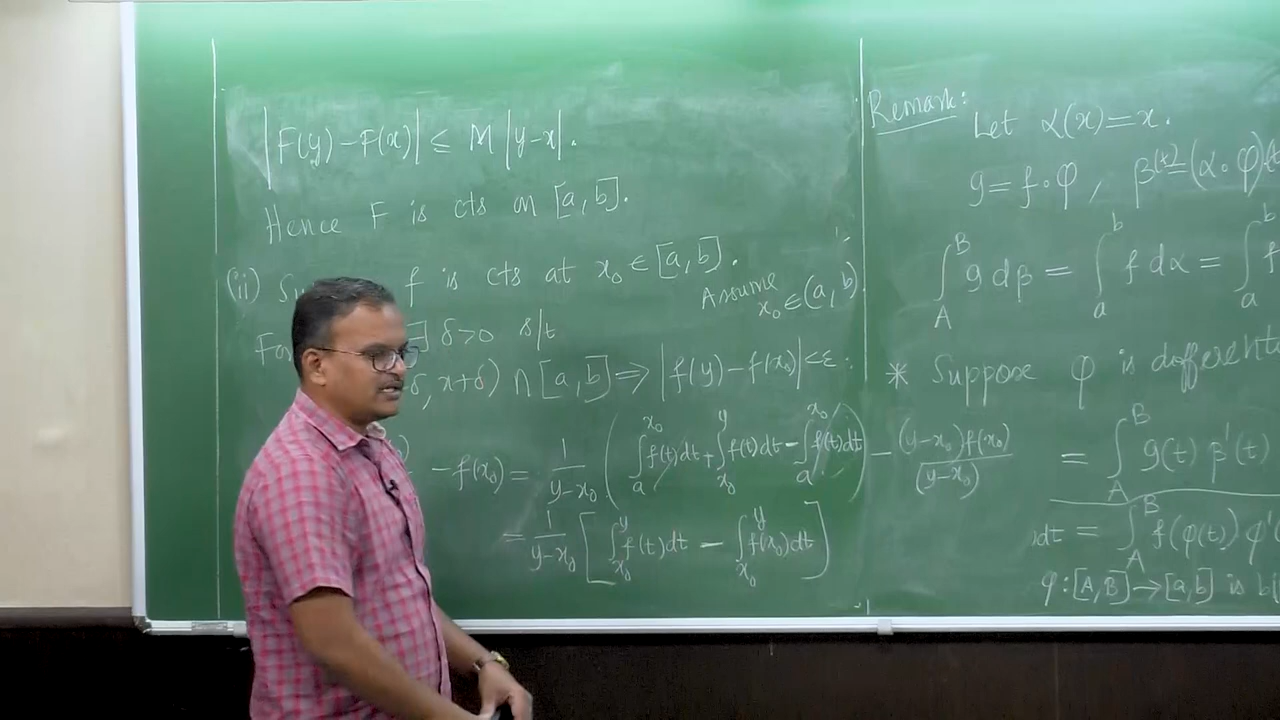 |F(y)-F(x)| ≤ M |y-x|.
Hence F is cts on [a,b].
(ii) f is cts at x₀ ∈ [a,b].
Assume x₀ ∈ (a,b)
∃ δ>0 s/t
δ, x+δ) ∩ [a,b] ⟹ |f(y)-f(x₀)| < ε.
-f(x₀) = 1/(y-x₀) ( ∫_a^{x₀} f(t)dt + ∫_{x₀}^y f(t)dt - ∫_a^{x₀} f(t)dt ) - (y-x₀)f(x₀)/(y-x₀)
= 1/(y-x₀) [ ∫_{x₀}^y f(t)dt - ∫_{x₀}^y f(x₀)dt ]
Remark:
Let α(x)=x.
g = f∘φ, β(x)=(α∘φ)(
∫_A^B g dβ = ∫_a^b f dα = ∫_a^b f
* Suppose φ is different
= ∫_A^B g(t) β'(t)
dt = ∫_A^B f(φ(t)) φ'
φ:[A,B]→[a,b] is